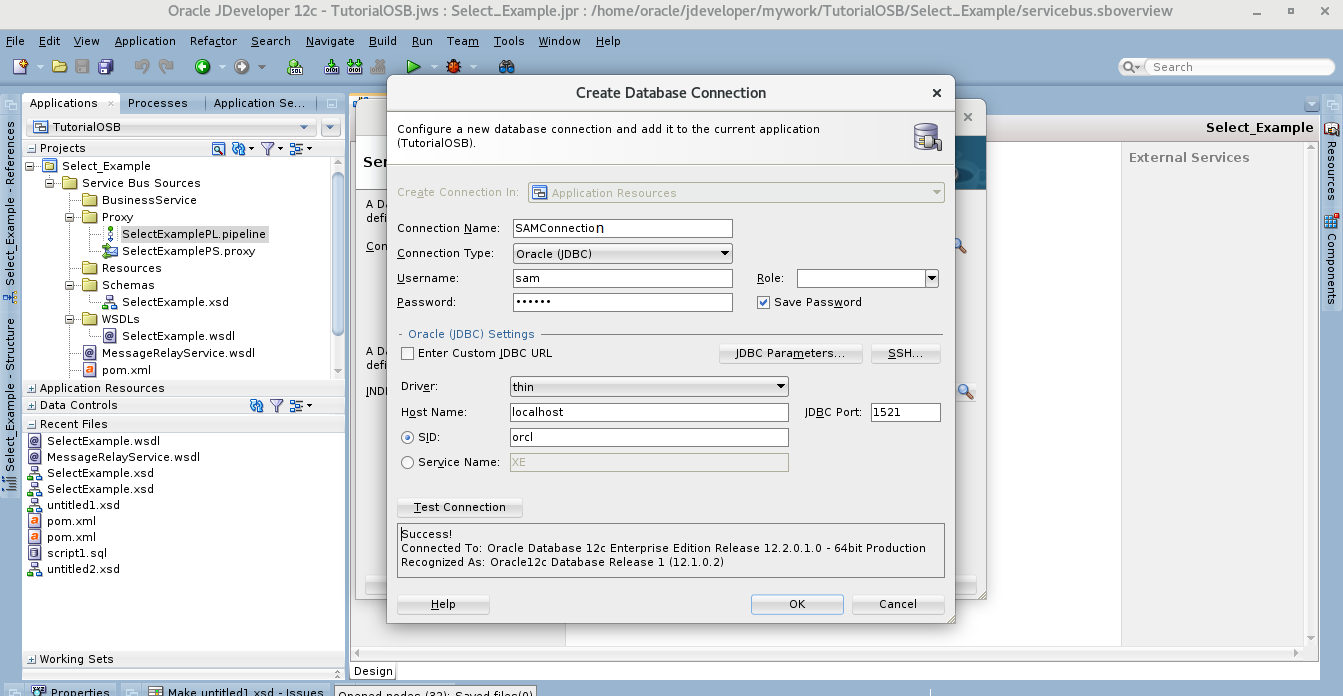 Oracle JDeveloper 12c - TutorialOSB.jws : Select_Example.jpr : /home/oracle/jdeveloper/mywork/TutorialOSB/Select_Example/servicebus.sboverview
File Edit View Application Refactor Search Navigate Build Run Team Tools Window Help
Search
Applications Processes Application Se...
TutorialOSB
Projects
Select_Example
Service Bus Sources
BusinessService
Proxy
SelectExamplePL.pipeline
SelectExamplePS.proxy
Resources
Schemas
SelectExample.xsd
WSDLs
SelectExample.wsdl
MessageRelayService.wsdl
pom.xml
Application Resources
Data Controls
Recent Files
SelectExample.wsdl
MessageRelayService.wsdl
SelectExample.xsd
SelectExample.xsd
untitled1.xsd
pom.xml
pom.xml
script1.sql
untitled2.xsd
Working Sets
Select_Example - References
Select_Example - Structure
Create Database Connection
Configure a new database connection and add it to the current application
(TutorialOSB).
Create Connection In: Application Resources
Connection Name: SAMConnection
Connection Type: Oracle (JDBC)
Username: sam Role:
Password: •••••• Save Password
Oracle (JDBC) Settings
Enter Custom JDBC URL JDBC Parameters... SSH...
Driver: thin
Host Name: localhost JDBC Port: 1521
SID: orcl
Service Name: XE
Test Connection
Success!
Connected To: Oracle Database 12c Enterprise Edition Release 12.2.0.1.0 - 64bit Production
Recognized As: Oracle12c Database Release 1 (12.1.0.2)
Help OK Cancel
Select_Example
External Services
Resources
Components
Design
Properties Make untitled1.xsd - Issues Opened nodes (32); Saved files(0)